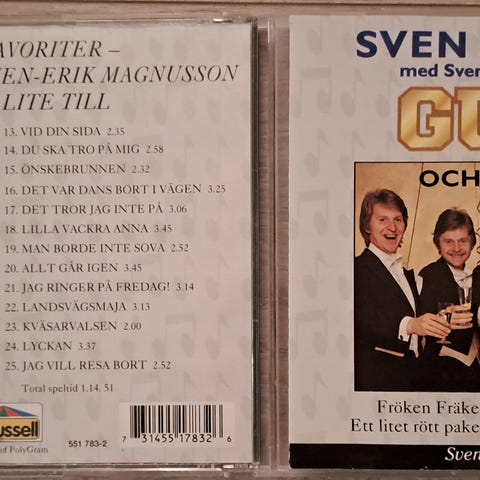 AVORITER –
EN-ERIK MAGNUSSON
LITE TILL
13. VID DIN SIDA 2.35
14. DU SKA TRO PÅ MIG 2.58
15. ÖNSKEBRUNNEN 2.32
16. DET VAR DANS BORT I VÄGEN 3.25
17. DET TROR JAG INTE PÅ 3.06
18. LILLA VACKRA ANNA 3.45
19. MAN BORDE INTE SOVA 2.52
20. ALLT GÅR IGEN 3.45
21. JAG RINGER PÅ FREDAG! 3.14
22. LANDSVÄGSMAJA 3.13
23. KVÄSARVALSEN 2.00
24. LYCKAN 3.37
25. JAG VILL RESA BORT 2.52
Total speltid 1.14. 51
ussell
of PolyGram
551 783-2
7 31455 17832 6
SVEN
med Sven
GU
OCH
Fröken Fräke
Ett litet rött pake
Sven